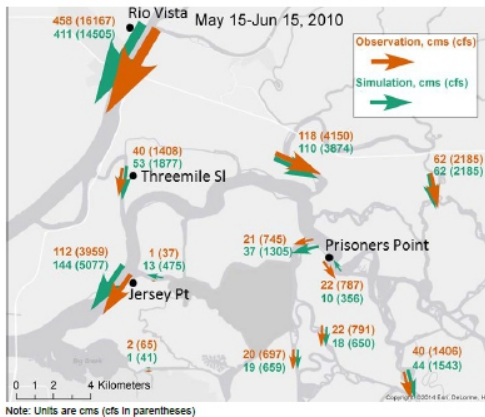 Rio Vista
May 15-Jun 15, 2010
458 (16167)
411 (14505)
Observation, cms (cfs)
Simulation, cms (cfs)
118 (4150)
110 (3874)
40 (1408)
53 (1877)
Threemile Sl
62 (2185)
62 (2185)
112 (3959)
144 (5077)
1 (37)
13 (475)
Jersey Pt
21 (745)
37 (1305)
Prisoners Point
22 (787)
10 (356)
2 (65)
1 (41)
20 (697)
19 (659)
22 (791)
18 (650)
40 (1406)
44 (1543)
0 1 2 4 Kilometers
Copyright:©2014 Esri, DeLorme, H
Note: Units are cms (cfs in parentheses)